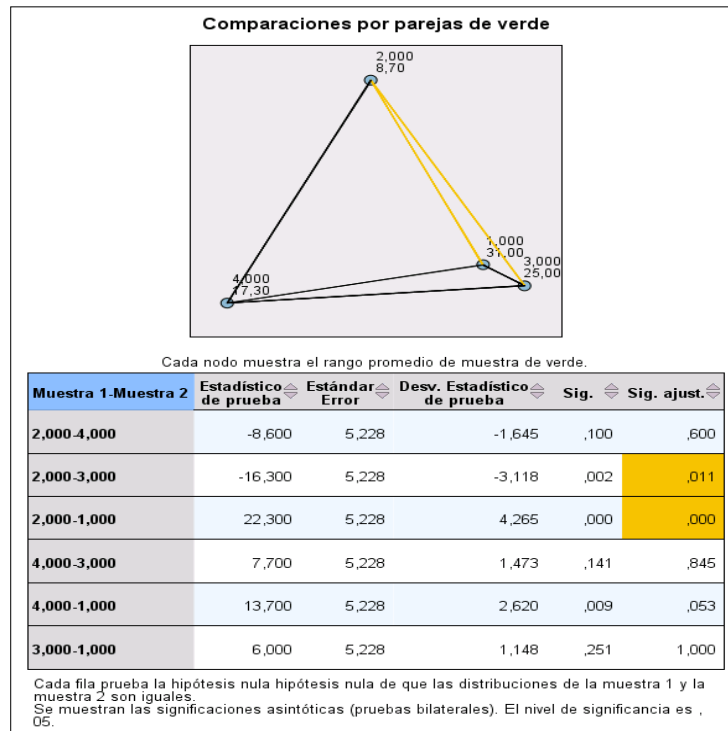 Comparaciones por parejas de verde
2,000
8,70
1,000
31,00
3,000
25,00
4,000
17,30
Cada nodo muestra el rango promedio de muestra de verde.
Muestra 1-Muestra 2 Estadístico de prueba Estándar Error Desv. Estadístico de prueba Sig. Sig. ajust.
2,000-4,000 -8,600 5,228 -1,645 ,100 ,600
2,000-3,000 -16,300 5,228 -3,118 ,002 ,011
2,000-1,000 22,300 5,228 4,265 ,000 ,000
4,000-3,000 7,700 5,228 1,473 ,141 ,845
4,000-1,000 13,700 5,228 2,620 ,009 ,053
3,000-1,000 6,000 5,228 1,148 ,251 1,000
Cada fila prueba la hipótesis nula hipótesis nula de que las distribuciones de la muestra 1 y la
muestra 2 son iguales.
Se muestran las significaciones asintóticas (pruebas bilaterales). El nivel de significancia es ,
05.